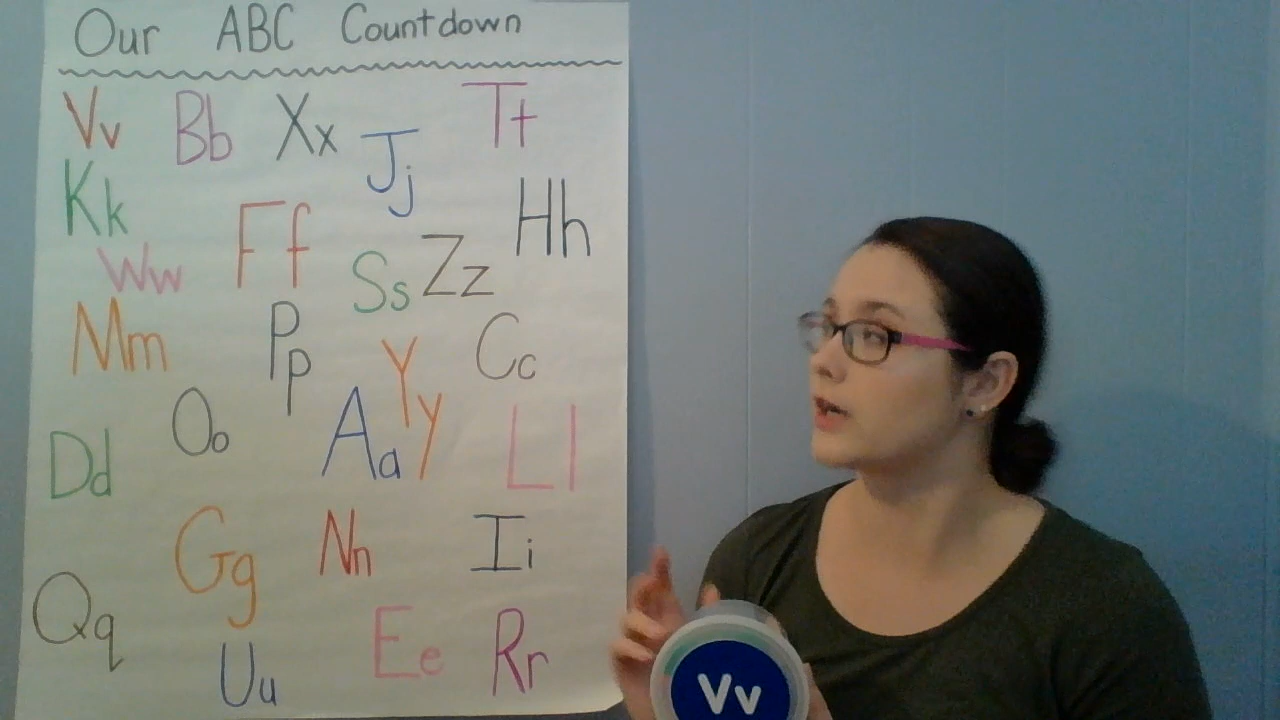 Our ABC Countdown
Vv Bb Xx Jj Tt
Kk Ff Hh
Ww Ss Zz
Mm Pp Yy Cc
Dd Oo Aa Ll
Gg Nn Ii
Qq Uu Ee Rr
Vv